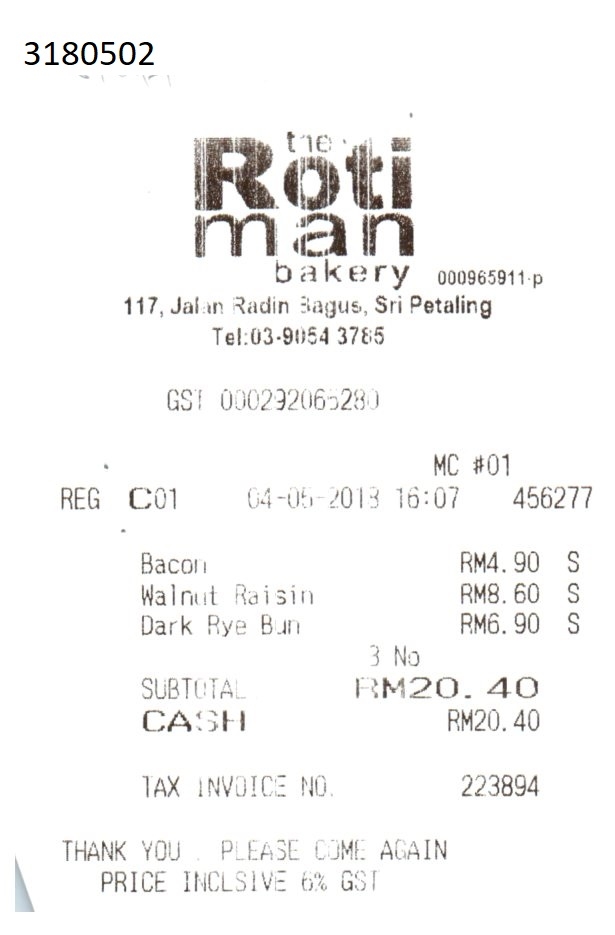 3180502
the
Roti
man
bakery 000965911-p
117, Jalan Radin Bagus, Sri Petaling
Tel:03-9054 3785
GST 000292065280
MC #01
REG C01 04-05-2018 16:07 456277
Bacon RM4.90 S
Walnut Raisin RM8.60 S
Dark Rye Bun RM6.90 S
3 No
SUBTOTAL RM20.40
CASH RM20.40
TAX INVOICE NO. 223894
THANK YOU . PLEASE COME AGAIN
PRICE INCLSIVE 6% GST